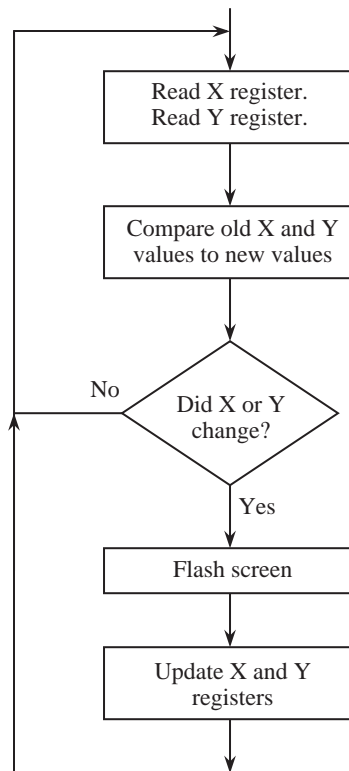 Read X register.
Read Y register.
Compare old X and Y
values to new values
No
Did X or Y
change?
Yes
Flash screen
Update X and Y
registers